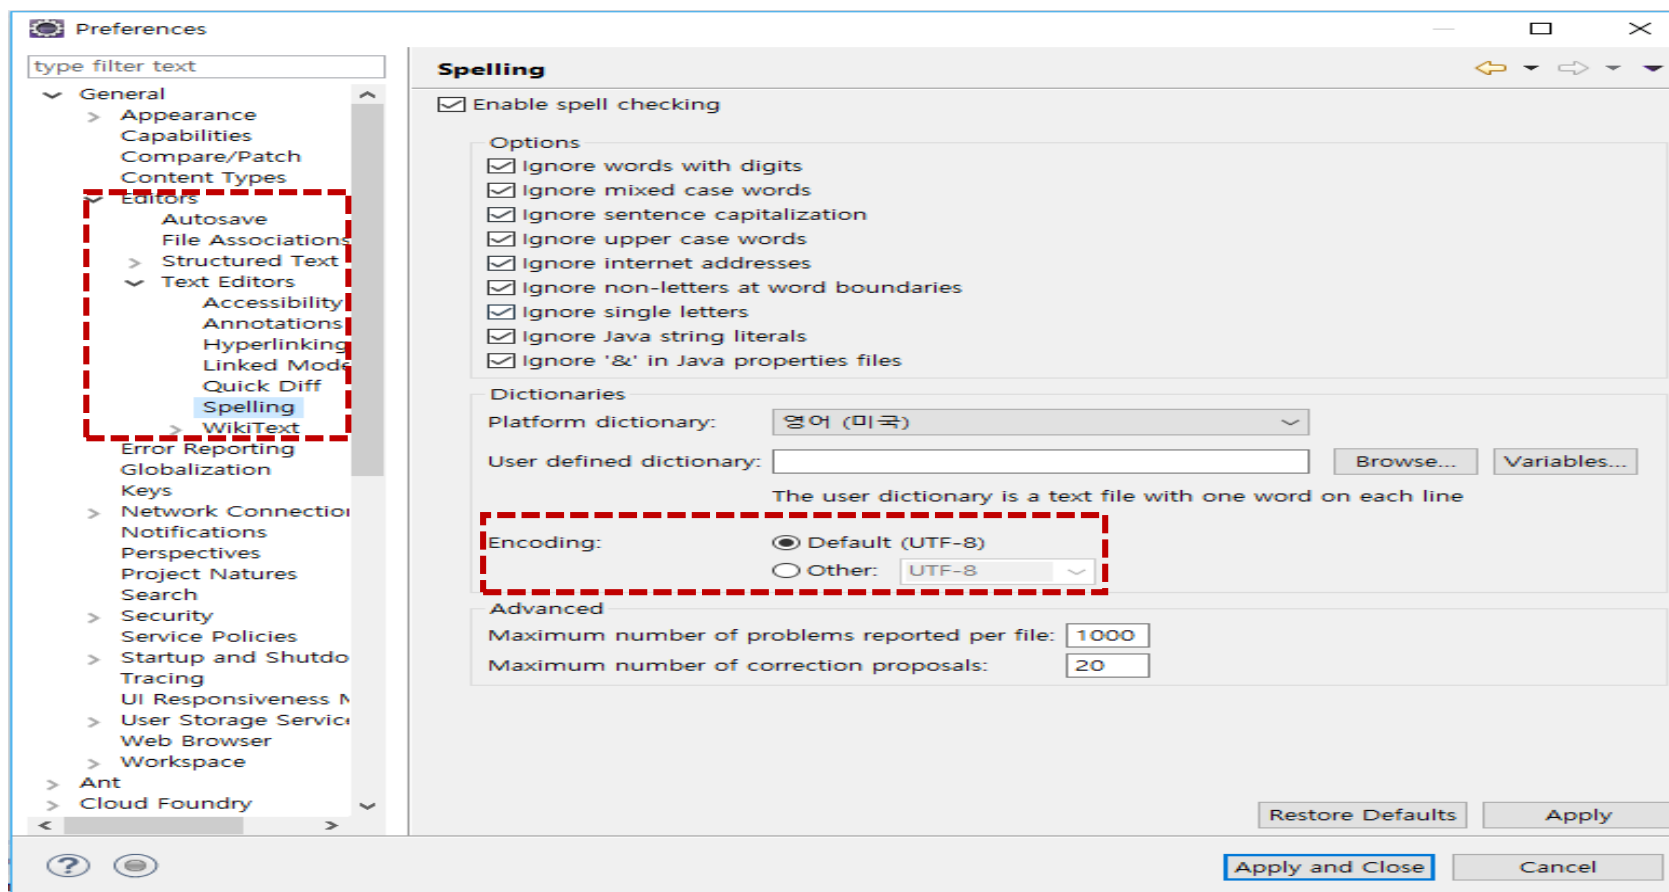 Preferences
type filter text
General
Appearance
Capabilities
Compare/Patch
Content Types
Editors
Autosave
File Associations
Structured Text
Text Editors
Accessibility
Annotations
Hyperlinking
Linked Mode
Quick Diff
Spelling
WikiText
Error Reporting
Globalization
Keys
Network Connection
Notifications
Perspectives
Project Natures
Search
Security
Service Policies
Startup and Shutdo
Tracing
UI Responsiveness M
User Storage Service
Web Browser
Workspace
Ant
Cloud Foundry
Spelling
Enable spell checking
Options
Ignore words with digits
Ignore mixed case words
Ignore sentence capitalization
Ignore upper case words
Ignore internet addresses
Ignore non-letters at word boundaries
Ignore single letters
Ignore Java string literals
Ignore '&' in Java properties files
Dictionaries
Platform dictionary: 영어 (미국)
User defined dictionary: Browse... Variables...
The user dictionary is a text file with one word on each line
Encoding: Default (UTF-8)
Other: UTF-8
Advanced
Maximum number of problems reported per file: 1000
Maximum number of correction proposals: 20
Restore Defaults Apply
? Apply and Close Cancel